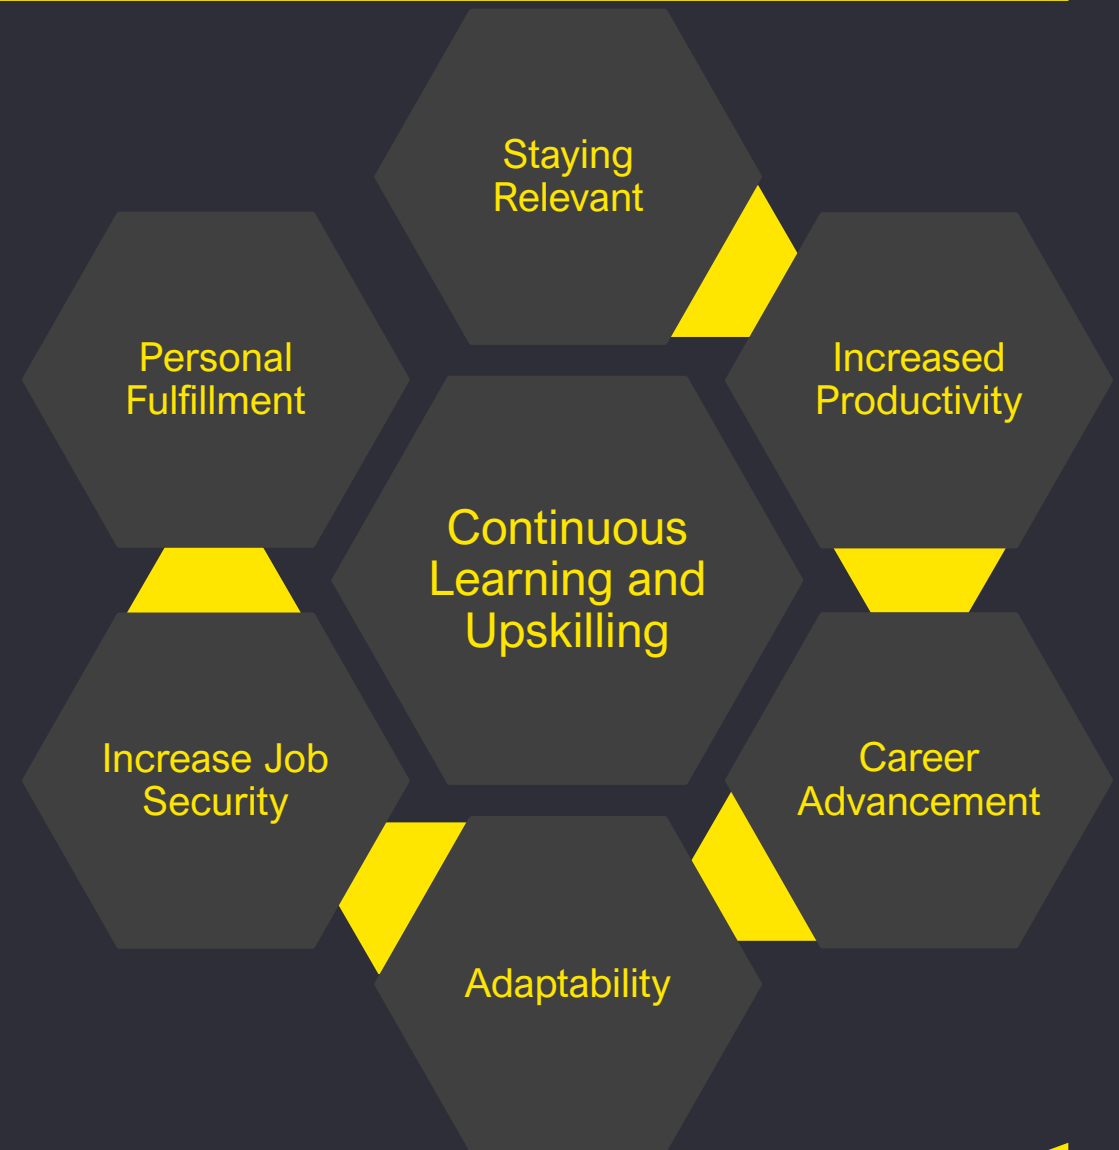 Staying
Relevant
Increased
Productivity
Career
Advancement
Adaptability
Increase Job
Security
Personal
Fulfillment
Continuous
Learning and
Upskilling